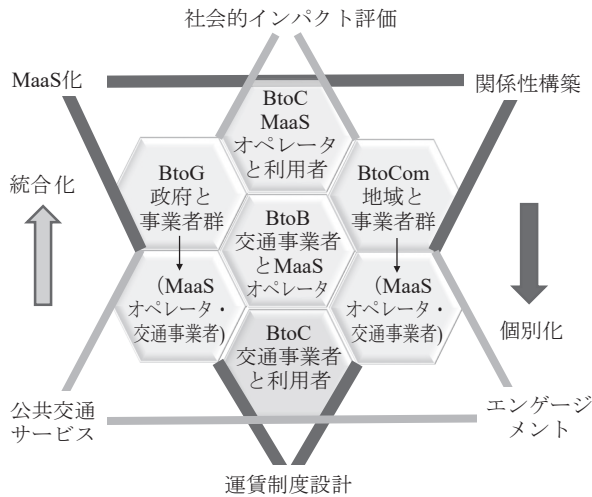 社会的インパクト評価
MaaS化
関係性構築
BtoC
MaaS
オペレータ
と利用者
BtoG
政府と
事業者群
BtoCom
地域と
事業者群
統合化
BtoB
交通事業者
とMaaS
オペレータ
(MaaS
オペレータ・
交通事業者)
(MaaS
オペレータ・
交通事業者)
個別化
BtoC
交通事業者
と利用者
公共交通
サービス
エンゲージ
メント
運賃制度設計